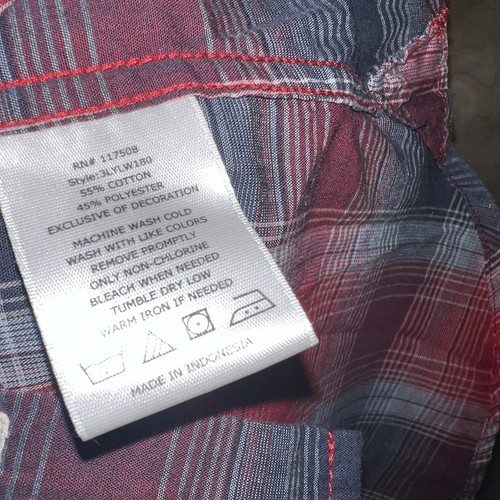 RN# 117508
Style:3LYLW180
55% COTTON
45% POLYESTER
EXCLUSIVE OF DECORATION
MACHINE WASH COLD
WASH WITH LIKE COLORS
REMOVE PROMPTLY
ONLY NON-CHLORINE
BLEACH WHEN NEEDED
TUMBLE DRY LOW
WARM IRON IF NEEDED
MADE IN INDONESIA